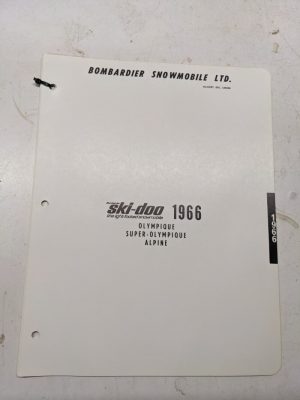 BOMBARDIER SNOWMOBILE LTD.
ski-doo 1966
OLYMPIQUE
SUPER-OLYMPIQUE
ALPINE
1966